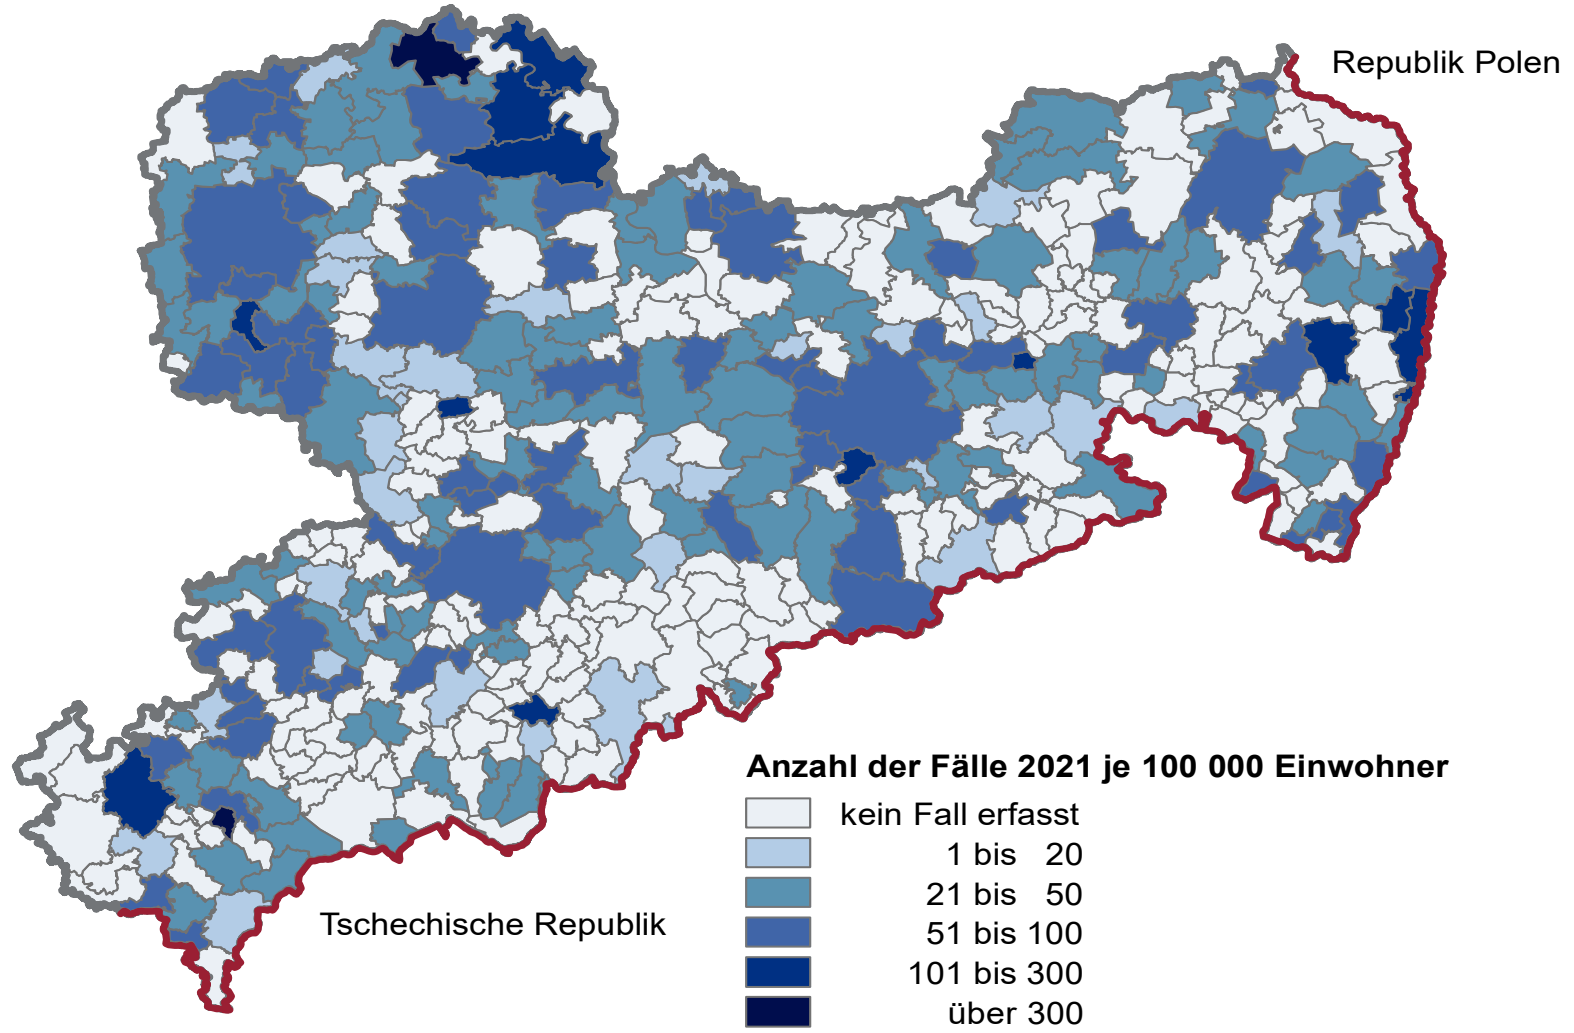 Republik Polen
Anzahl der Fälle 2021 je 100 000 Einwohner
kein Fall erfasst
1 bis 20
21 bis 50
51 bis 100
101 bis 300
über 300
Tschechische Republik